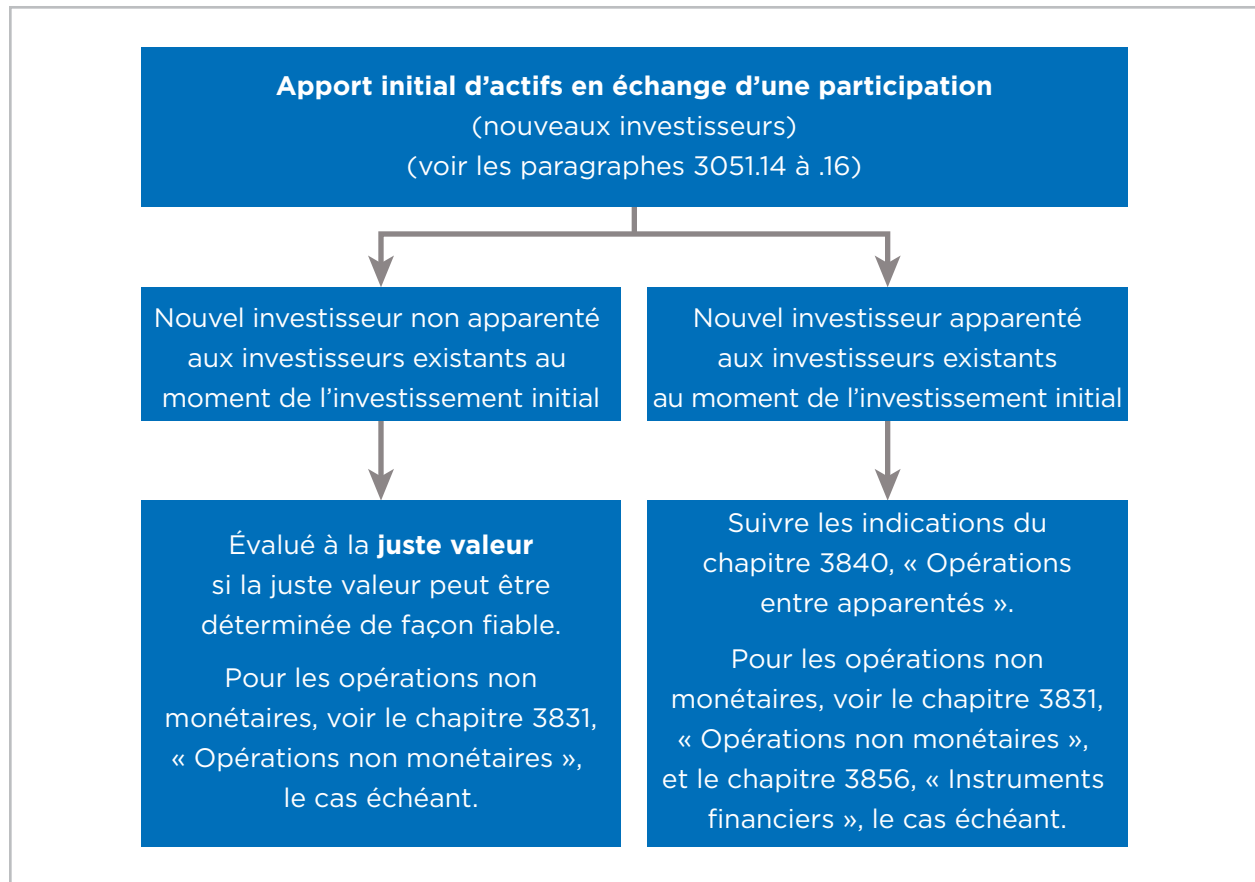 Apport initial d’actifs en échange d’une participation
(nouveaux investisseurs)
(voir les paragraphes 3051.14 à .16)
Nouvel investisseur non apparenté
aux investisseurs existants au
moment de l’investissement initial
Nouvel investisseur apparenté
aux investisseurs existants
au moment de l’investissement initial
Évalué à la juste valeur
si la juste valeur peut être
déterminée de façon fiable.
Pour les opérations non
monétaires, voir le chapitre 3831,
« Opérations non monétaires »,
le cas échéant.
Suivre les indications du
chapitre 3840, « Opérations
entre apparentés ».
Pour les opérations non
monétaires, voir le chapitre 3831,
« Opérations non monétaires »,
et le chapitre 3856, « Instruments
financiers », le cas échéant.